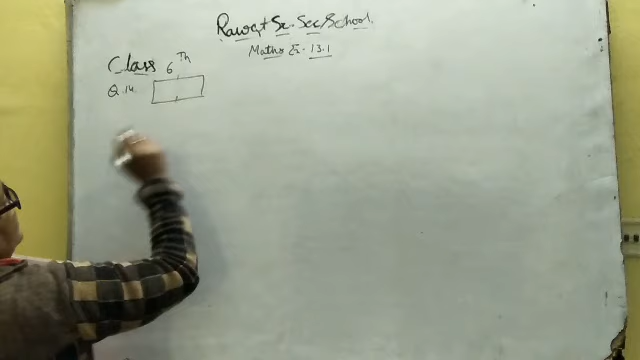 Rawat Sr. Sec School.
Maths Ex. 13.1
Class 6th
Q.14.